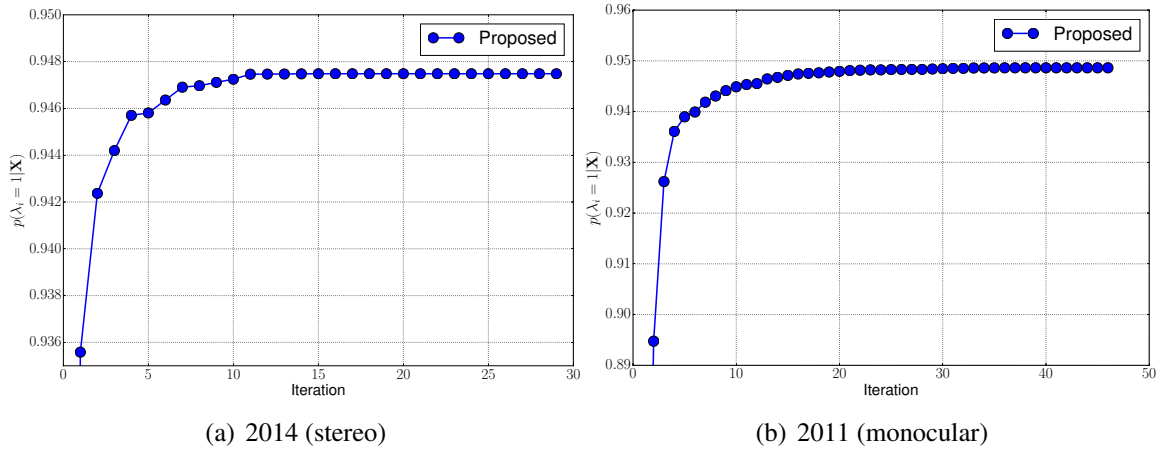 0.950
0.948
0.946
0.944
0.942
0.940
0.938
0.936
p(λᵢ = 1|X)
0 5 10 15 20 25 30
Iteration
Proposed
(a) 2014 (stereo)
0.96
0.95
0.94
0.93
0.92
0.91
0.90
0.89
p(λᵢ = 1|X)
0 10 20 30 40 50
Iteration
Proposed
(b) 2011 (monocular)